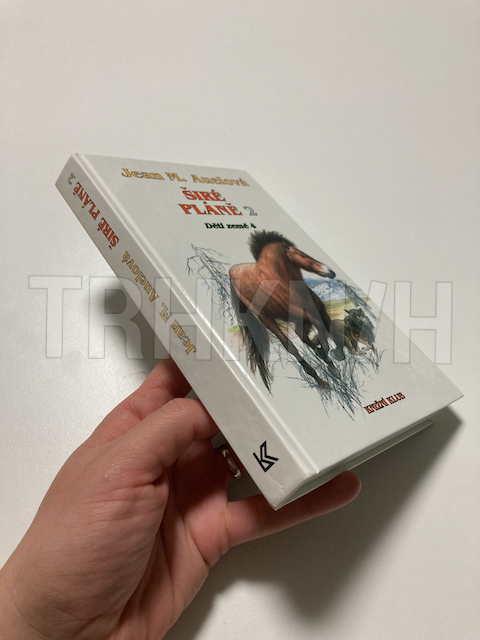 Jean M. Auelová
ŠIRÉ
PLÁNĚ 2
Děti země 4
KNIŽNÍ KLUB
ŠIRÉ PLÁNĚ 2
Jean M. Auelová
TRHKNIH